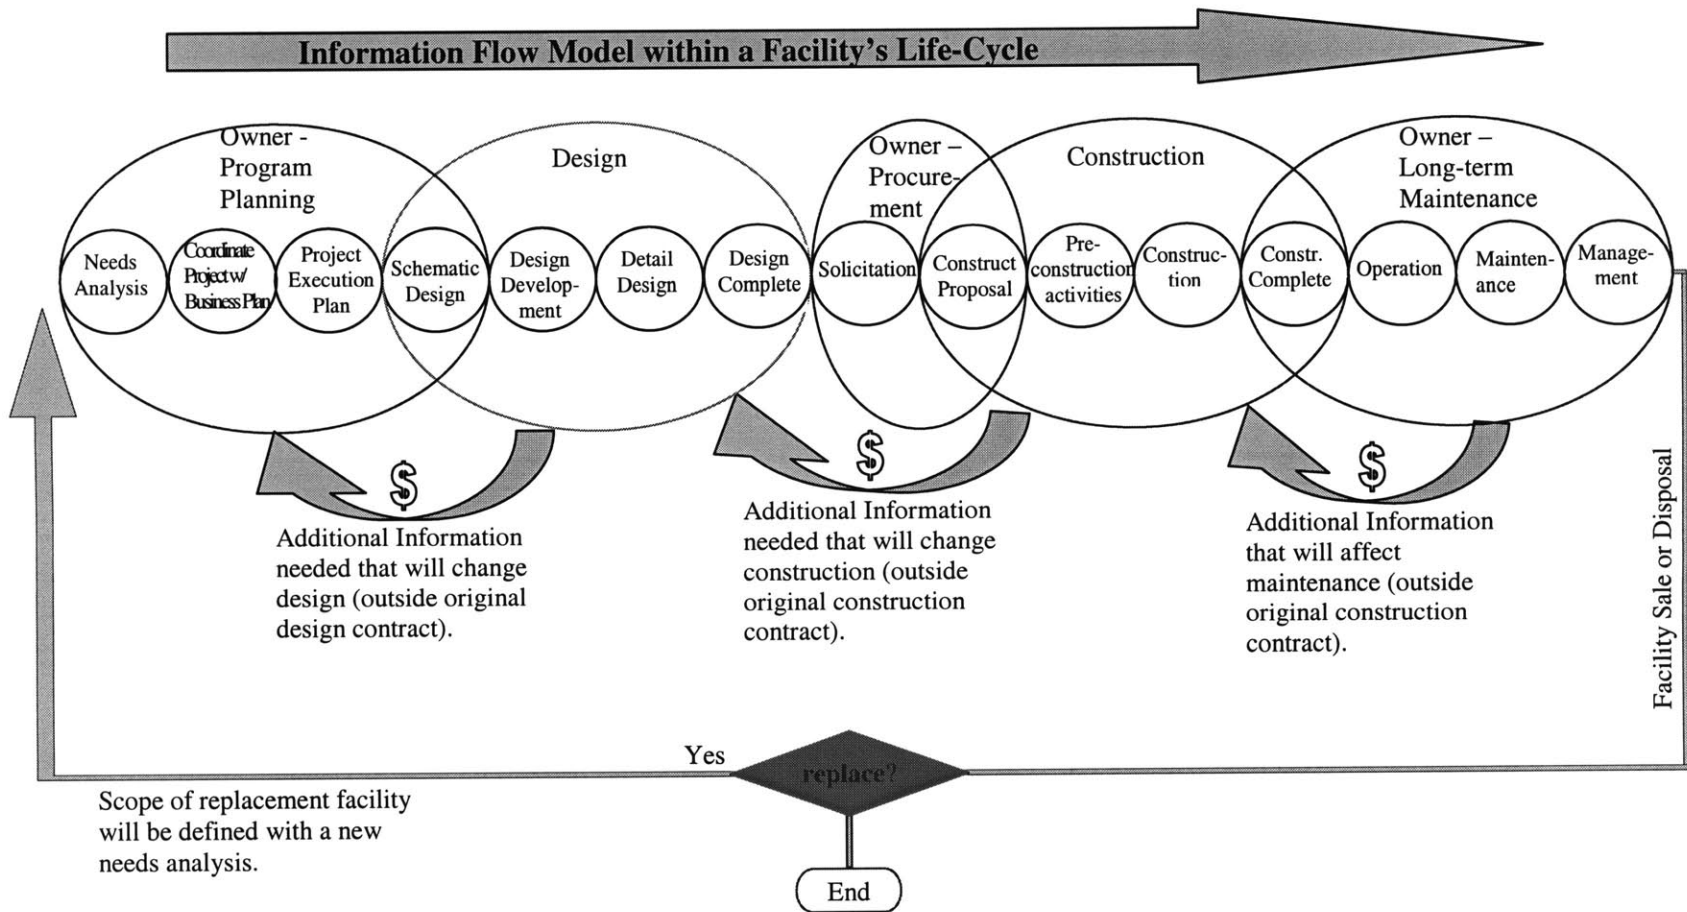 Information Flow Model within a Facility's Life-Cycle
Owner -
Program
Planning
Design
Owner –
Procure-
ment
Construction
Owner –
Long-term
Maintenance
Needs
Analysis
Coordinate
Project w/
Business Plan
Project
Execution
Plan
Schematic
Design
Design
Develop-
ment
Detail
Design
Design
Complete
Solicitation
Construct
Proposal
Pre-
construction
activities
Construc-
tion
Constr.
Complete
Operation
Mainten-
ance
Manage-
ment
$
$
$
Additional Information
needed that will change
design (outside original
design contract).
Additional Information
needed that will change
construction (outside
original construction
contract).
Additional Information
that will affect
maintenance (outside
original construction
contract).
Facility Sale or Disposal
Yes
replace?
Scope of replacement facility
will be defined with a new
needs analysis.
End